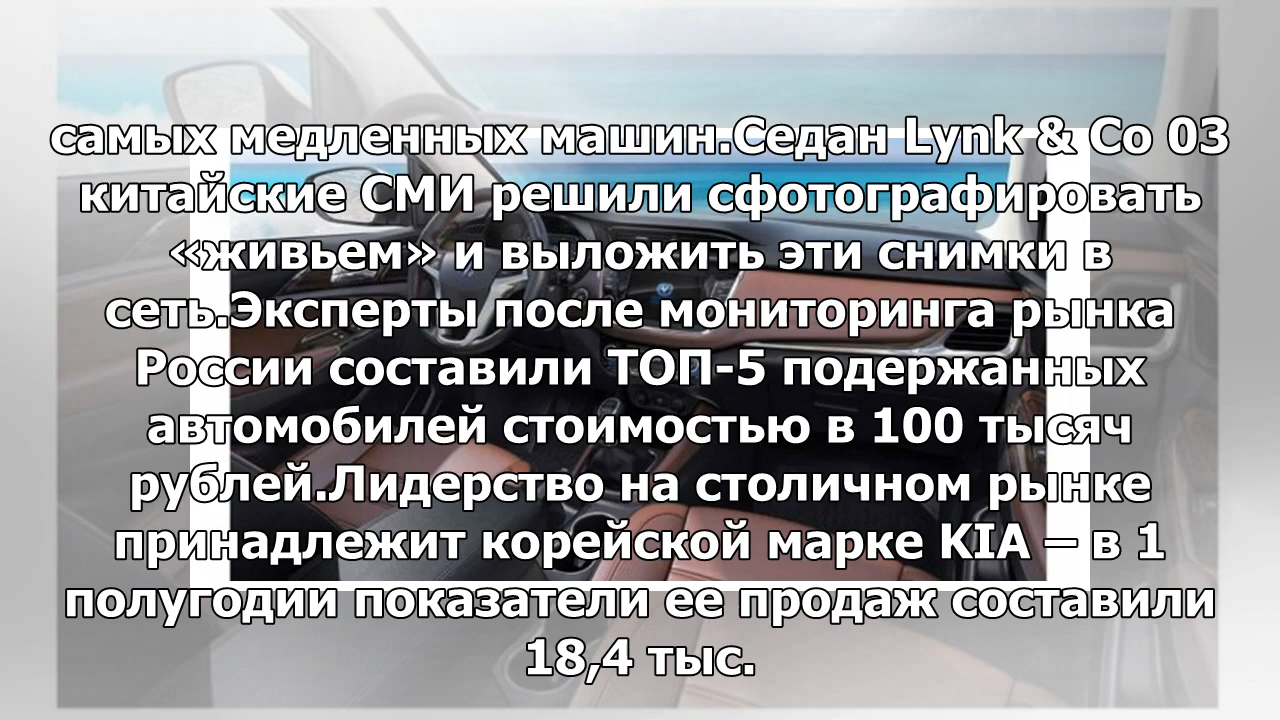 самых медленных машин.Седан Lynk & Co 03
китайские СМИ решили сфотографировать
«живьем» и выложить эти снимки в
сеть.Эксперты после мониторинга рынка
России составили ТОП-5 подержанных
автомобилей стоимостью в 100 тысяч
рублей.Лидерство на столичном рынке
принадлежит корейской марке KIA – в 1
полугодии показатели ее продаж составили
18,4 тыс.